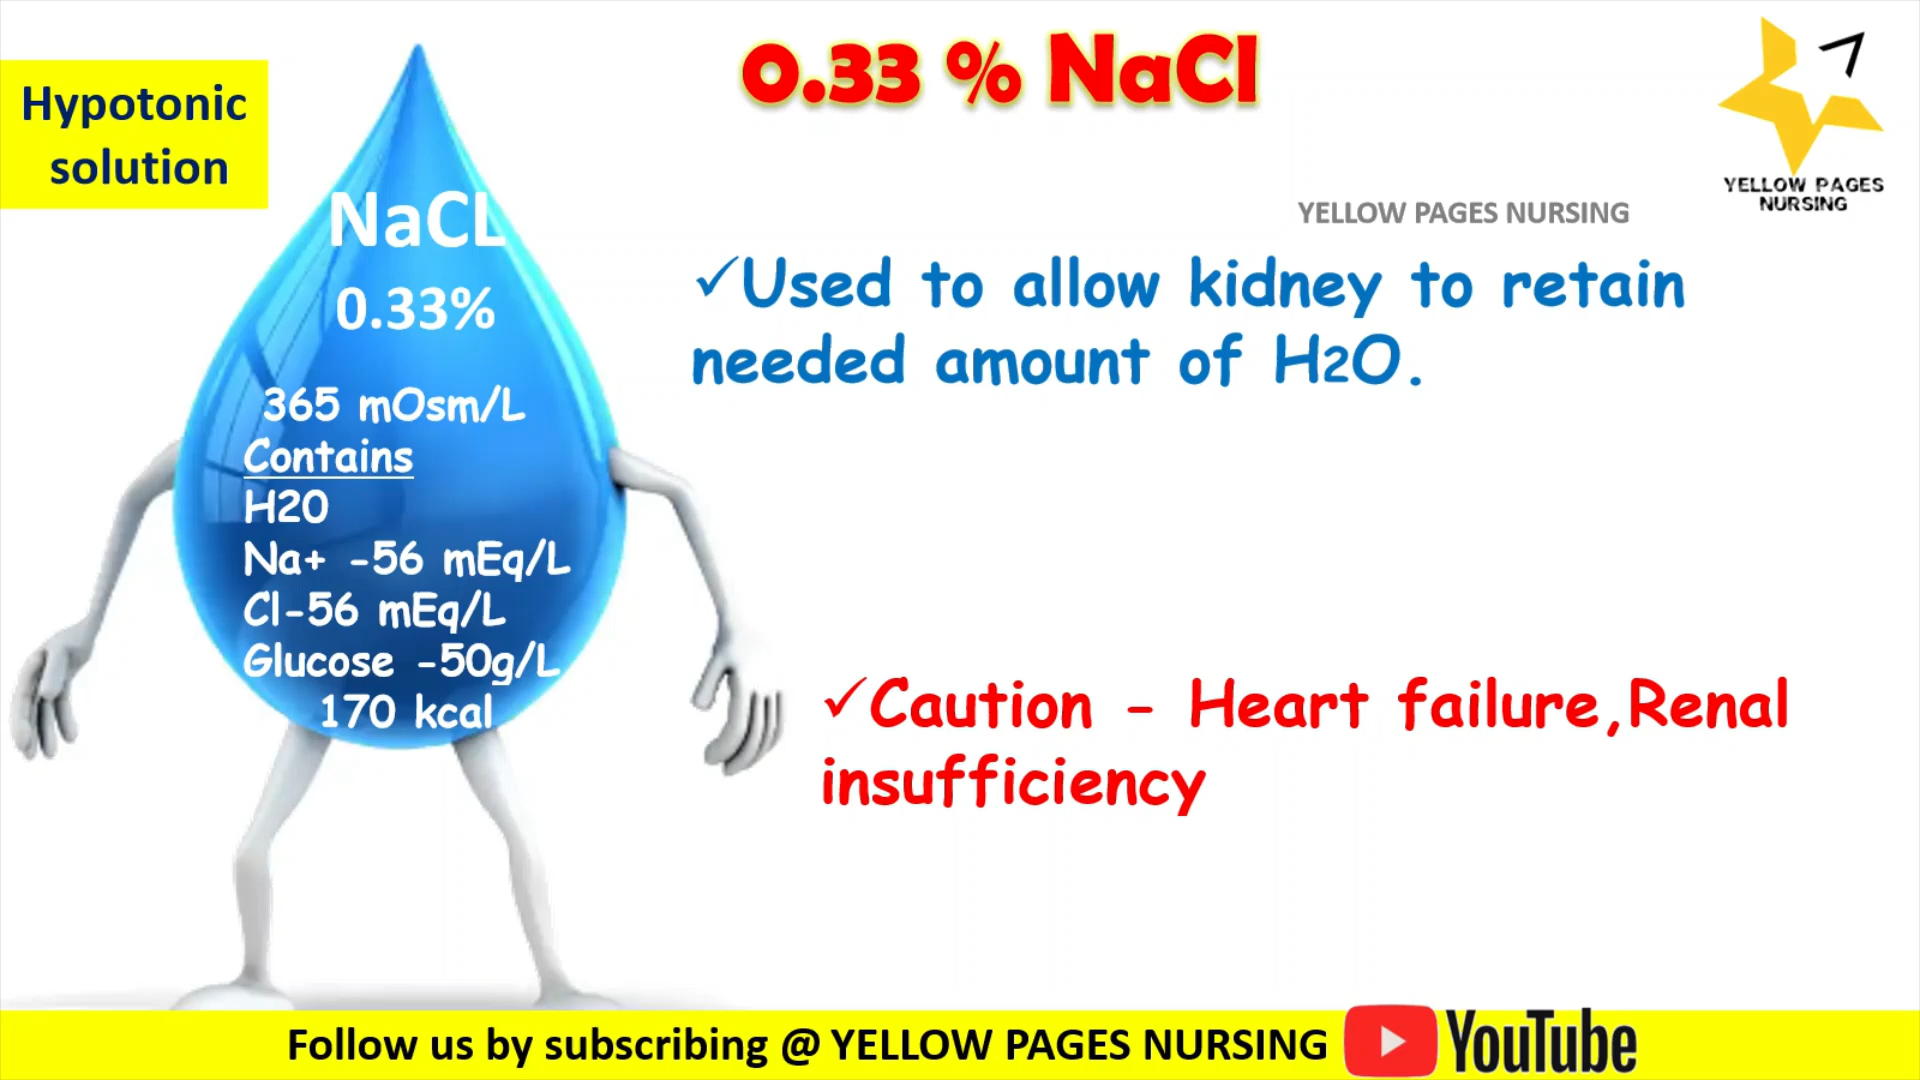 0.33 % NaCl
Hypotonic
solution
7
YELLOW PAGES
NURSING
YELLOW PAGES NURSING
NaCL
0.33%
365 mOsm/L
Contains
H20
Na+ -56 mEq/L
Cl-56 mEq/L
Glucose -50g/L
170 kcal
✓Used to allow kidney to retain
needed amount of H2O.
✓Caution - Heart failure,Renal
insufficiency
Follow us by subscribing @ YELLOW PAGES NURSING YouTube